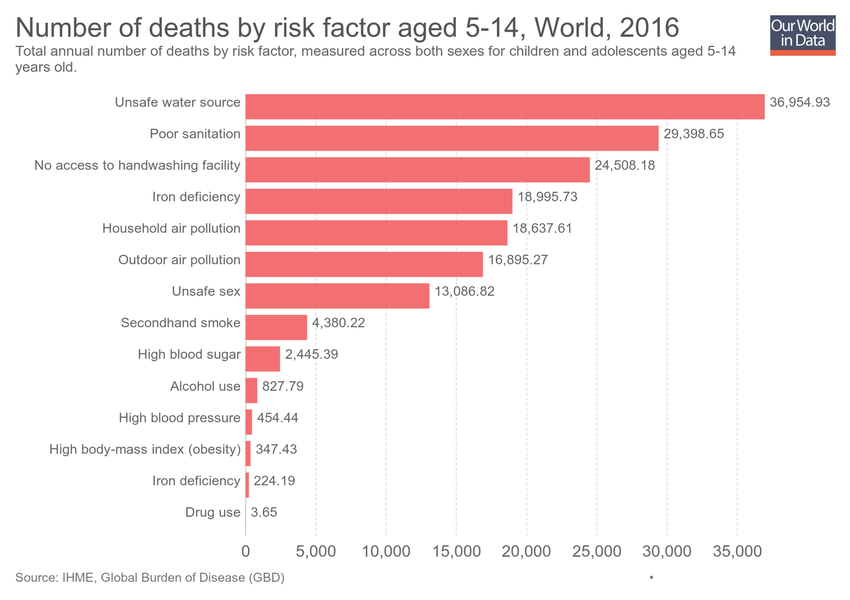 Number of deaths by risk factor aged 5-14, World, 2016
Our World
in Data
Total annual number of deaths by risk factor, measured across both sexes for children and adolescents aged 5-14
years old.
Unsafe water source 36,954.93
Poor sanitation 29,398.65
No access to handwashing facility 24,508.18
Iron deficiency 18,995.73
Household air pollution 18,637.61
Outdoor air pollution 16,895.27
Unsafe sex 13,086.82
Secondhand smoke 4,380.22
High blood sugar 2,445.39
Alcohol use 827.79
High blood pressure 454.44
High body-mass index (obesity) 347.43
Iron deficiency 224.19
Drug use 3.65
0 5,000 10,000 15,000 20,000 25,000 30,000 35,000
Source: IHME, Global Burden of Disease (GBD)